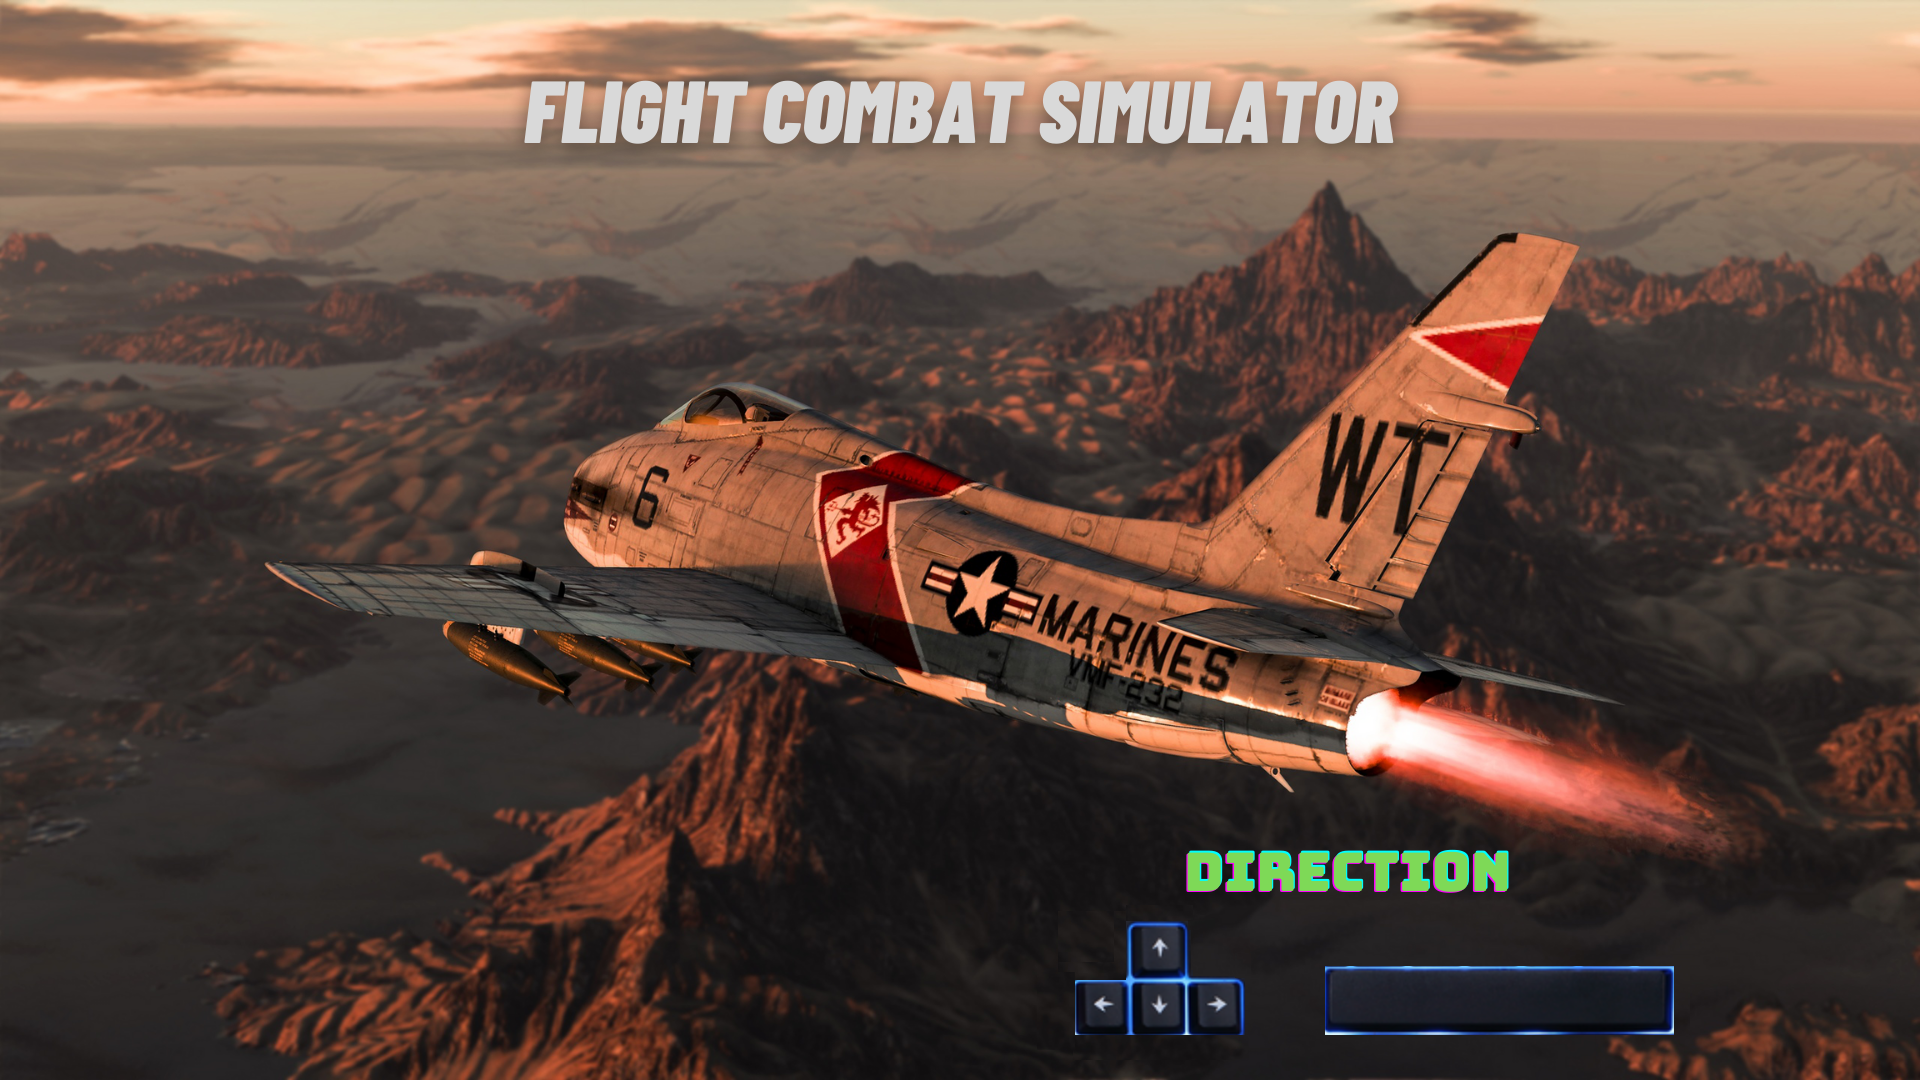 FLIGHT COMBAT SIMULATOR
WT
6
MARINES
VMF-232
DIRECTION